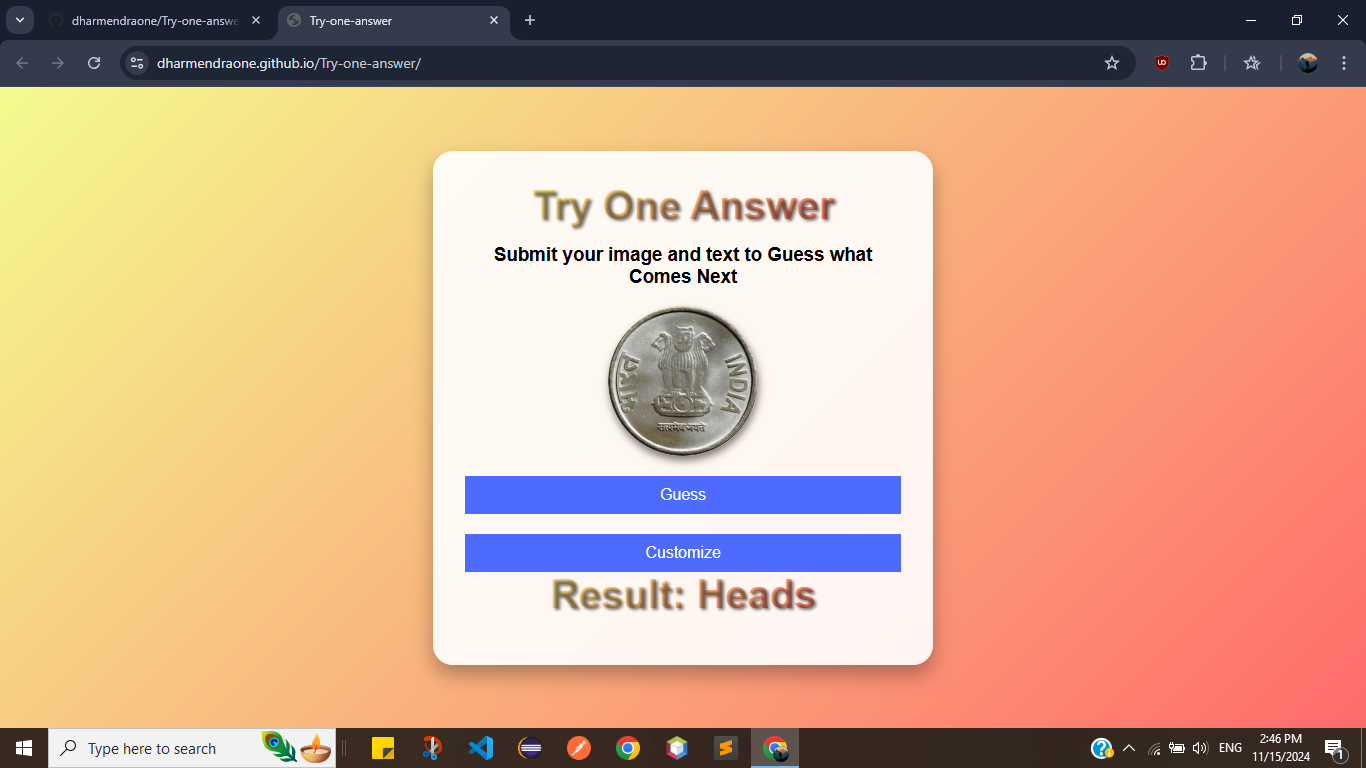 dharmendraone/Try-one-answe
Try-one-answer
dharmendraone.github.io/Try-one-answer/
Try One Answer
Submit your image and text to Guess what
Comes Next
भारत
INDIA
सत्यमेव जयते
Guess
Customize
Result: Heads
Type here to search
ENG
2:46 PM
11/15/2024
1